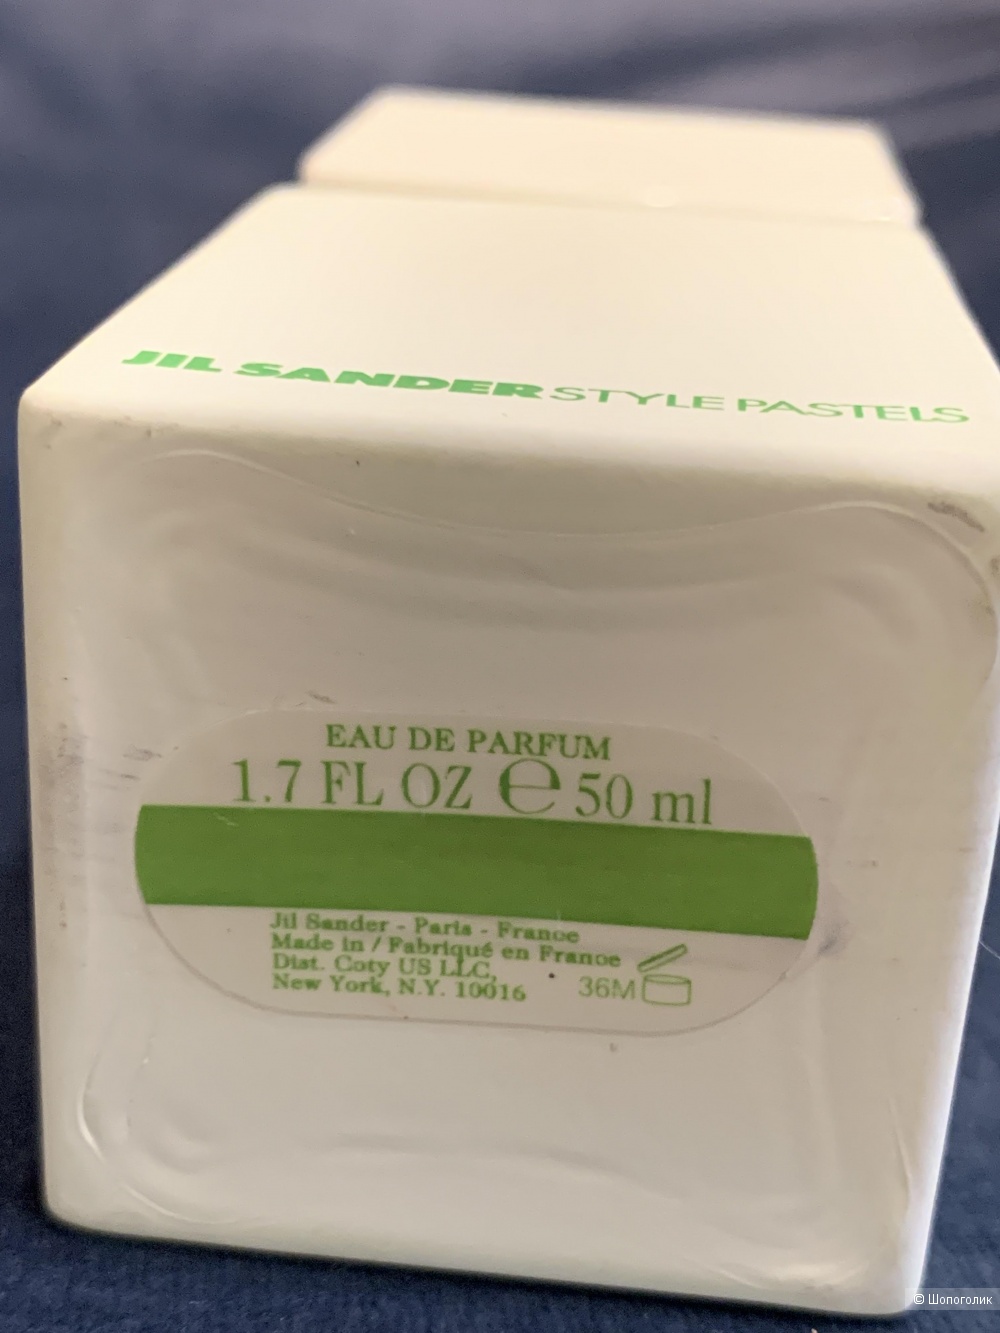 JIL SANDER STYLE PASTELS
EAU DE PARFUM
1.7 FL OZ ℮ 50 ml
Jil Sander - Paris - France
Made in / Fabriqué en France
Dist. Coty US LLC,
New York, N.Y. 10016
36M
© Шопоголик